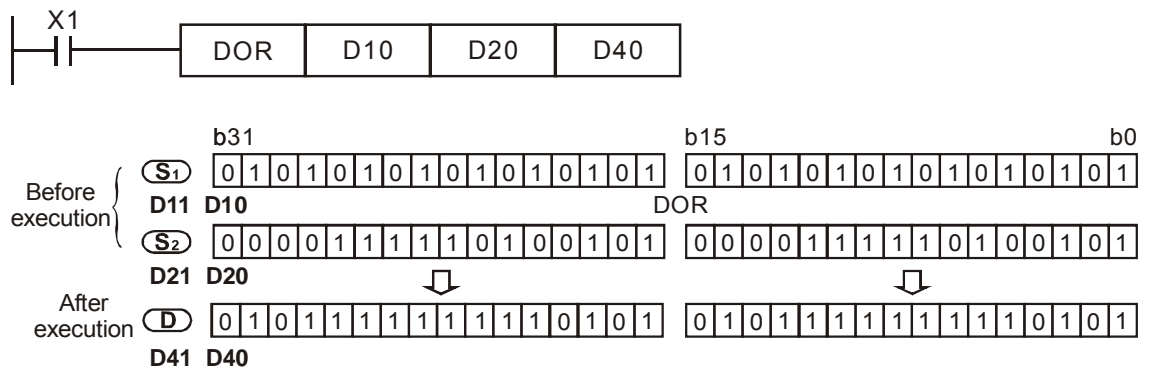 X1
DOR D10 D20 D40
b31 b15 b0
Before execution
S1 0 1 0 1 0 1 0 1 0 1 0 1 0 1 0 1 0 1 0 1 0 1 0 1 0 1 0 1 0 1 0 1
D11 D10 DOR
S2 0 0 0 0 1 1 1 1 1 0 1 0 0 1 0 1 0 0 0 0 1 1 1 1 1 0 1 0 0 1 0 1
D21 D20
After execution
D 0 1 0 1 1 1 1 1 1 1 1 1 0 1 0 1 0 1 0 1 1 1 1 1 1 1 1 1 0 1 0 1
D41 D40